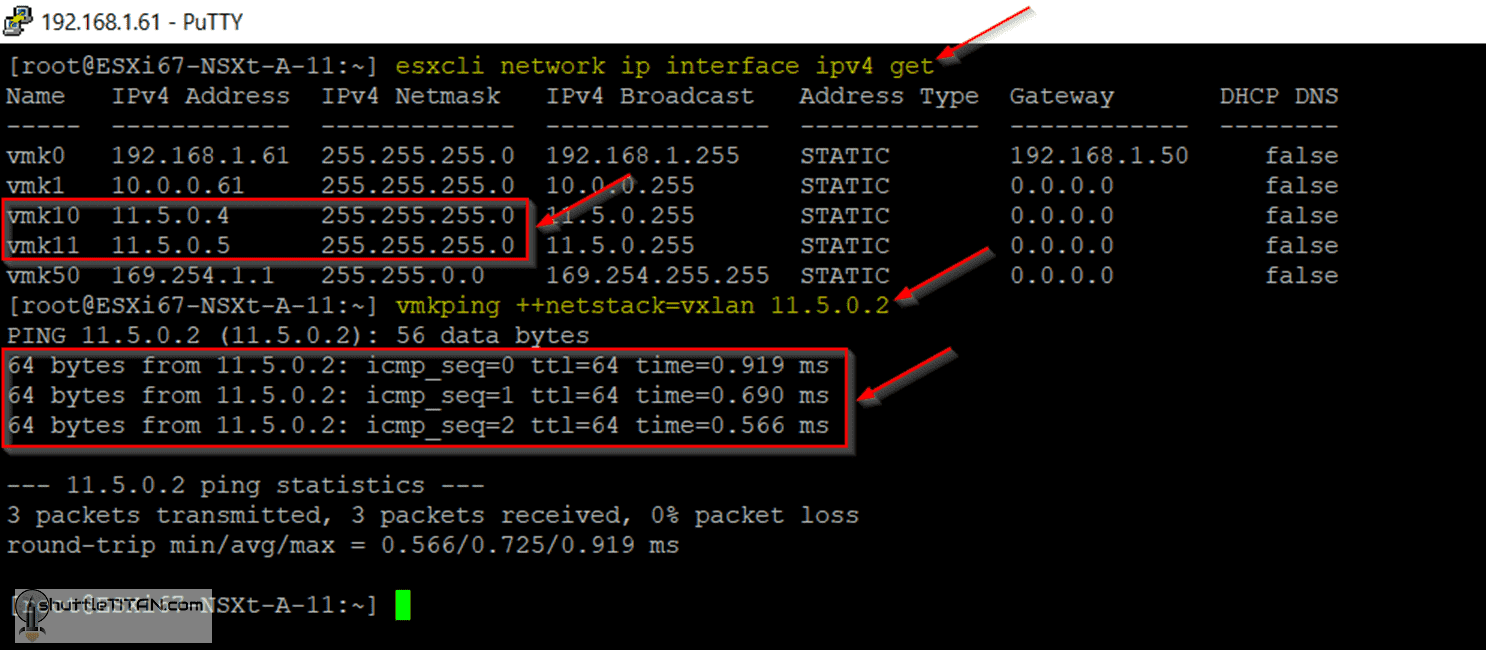 192.168.1.61 - PuTTY
[root@ESXi67-NSXt-A-11:~] esxcli network ip interface ipv4 get
Name   IPv4 Address  IPv4 Netmask   IPv4 Broadcast   Address Type  Gateway       DHCP DNS
-----  ------------  -------------  ---------------  ------------  ------------  --------
vmk0   192.168.1.61  255.255.255.0  192.168.1.255    STATIC        192.168.1.50     false
vmk1   10.0.0.61     255.255.255.0  10.0.0.255       STATIC        0.0.0.0          false
vmk10  11.5.0.4      255.255.255.0  11.5.0.255       STATIC        0.0.0.0          false
vmk11  11.5.0.5      255.255.255.0  11.5.0.255       STATIC        0.0.0.0          false
vmk50  169.254.1.1   255.255.0.0    169.254.255.255  STATIC        0.0.0.0          false
[root@ESXi67-NSXt-A-11:~] vmkping ++netstack=vxlan 11.5.0.2
PING 11.5.0.2 (11.5.0.2): 56 data bytes
64 bytes from 11.5.0.2: icmp_seq=0 ttl=64 time=0.919 ms
64 bytes from 11.5.0.2: icmp_seq=1 ttl=64 time=0.690 ms
64 bytes from 11.5.0.2: icmp_seq=2 ttl=64 time=0.566 ms
--- 11.5.0.2 ping statistics ---
3 packets transmitted, 3 packets received, 0% packet loss
round-trip min/avg/max = 0.566/0.725/0.919 ms
[root@ESXi67-NSXt-A-11:~]
shuttleTITAN.com